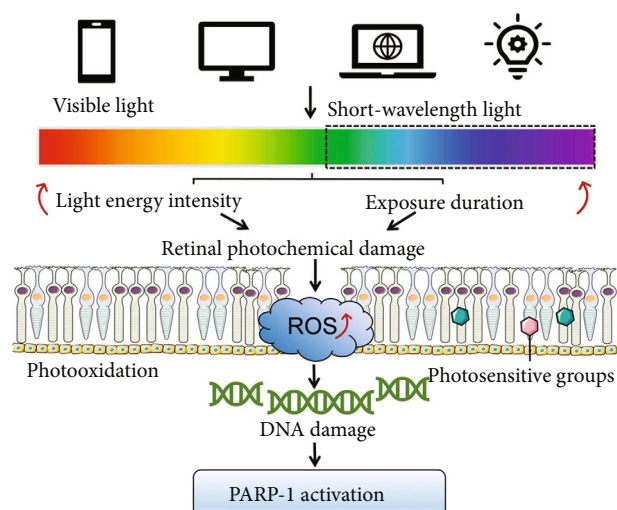 Visible light
Short-wavelength light
Light energy intensity
Exposure duration
Retinal photochemical damage
ROS
Photooxidation
Photosensitive groups
DNA damage
PARP-1 activation